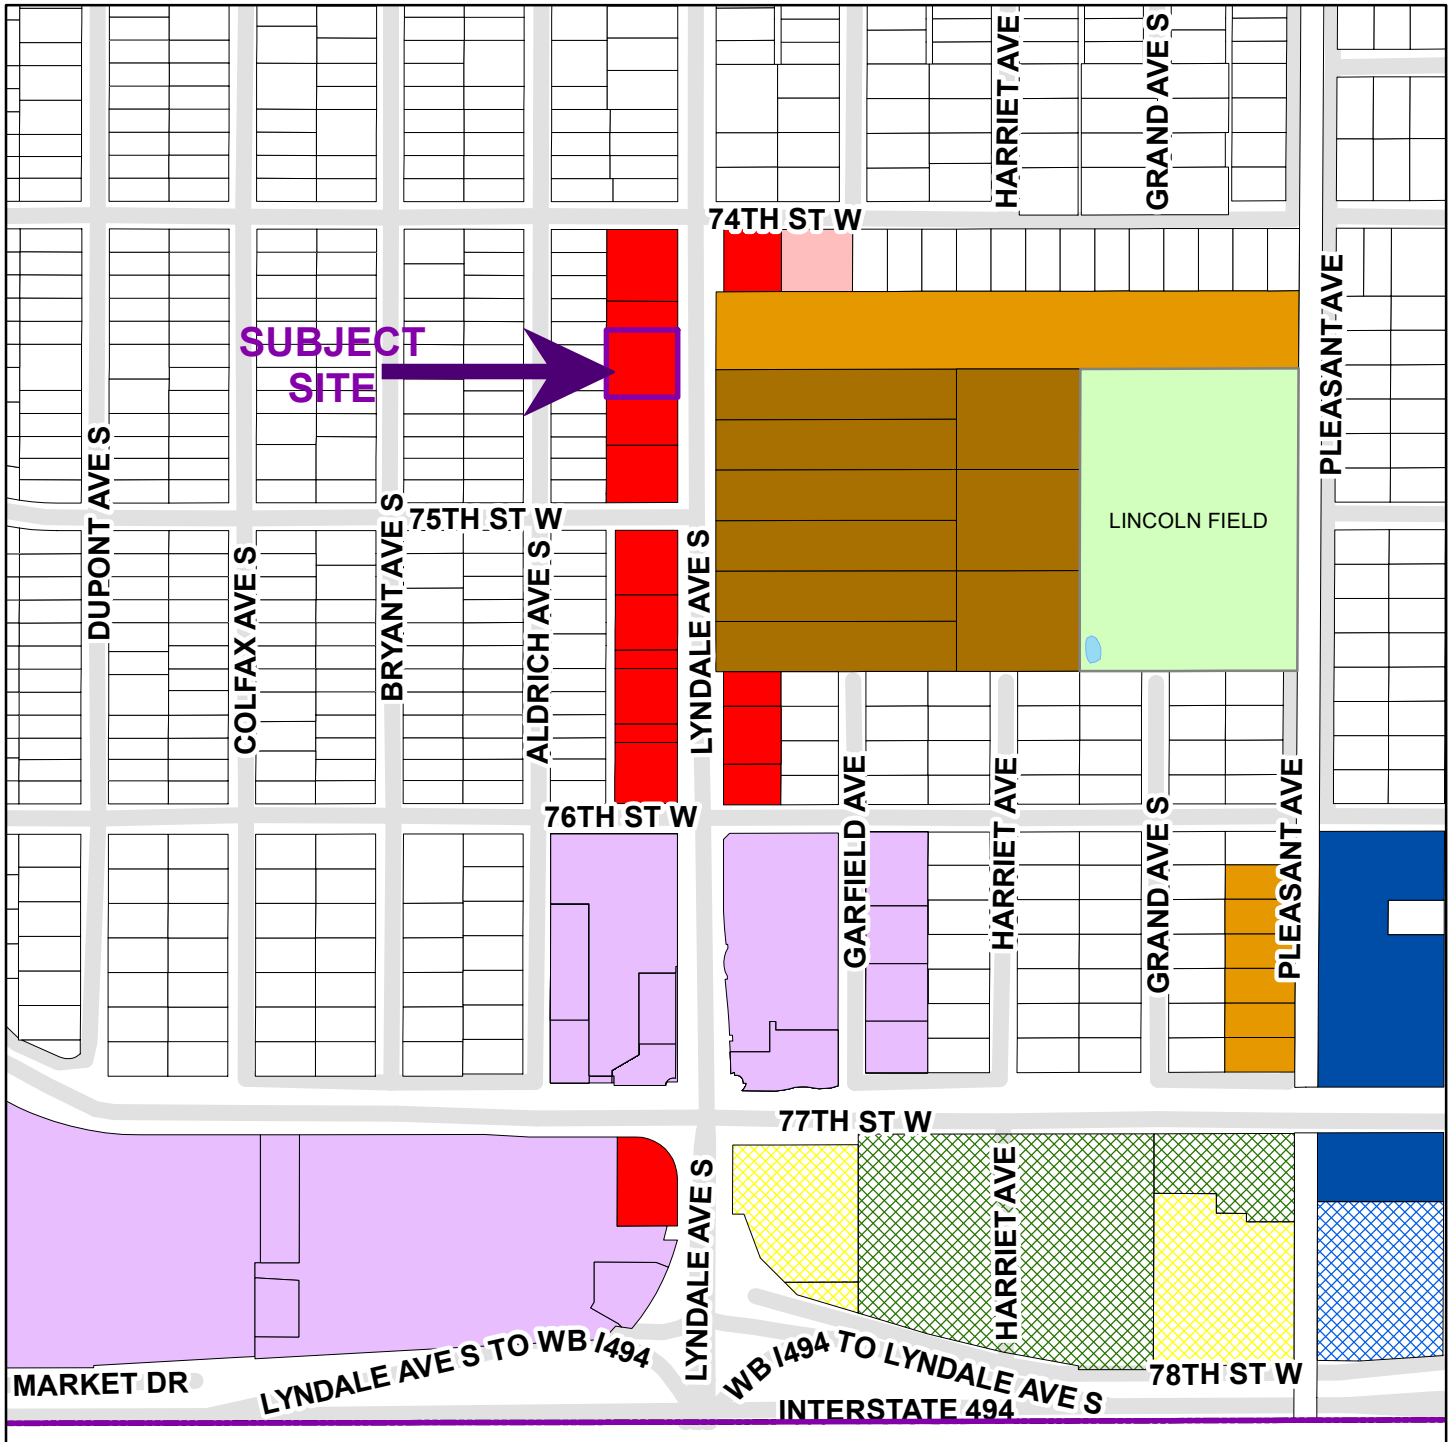 HARRIET AVE
GRAND AVE S
74TH ST W
PLEASANT AVE
SUBJECT
SITE
DUPONT AVE S
COLFAX AVE S
BRYANT AVE S
75TH ST W
ALDRICH AVE S
LYNDALE AVE S
LINCOLN FIELD
76TH ST W
GARFIELD AVE
HARRIET AVE
GRAND AVE S
PLEASANT AVE
77TH ST W
LYNDALE AVE S
HARRIET AVE
MARKET DR
LYNDALE AVE S TO WB I494
WB I494 TO LYNDALE AVE S
78TH ST W
INTERSTATE 494